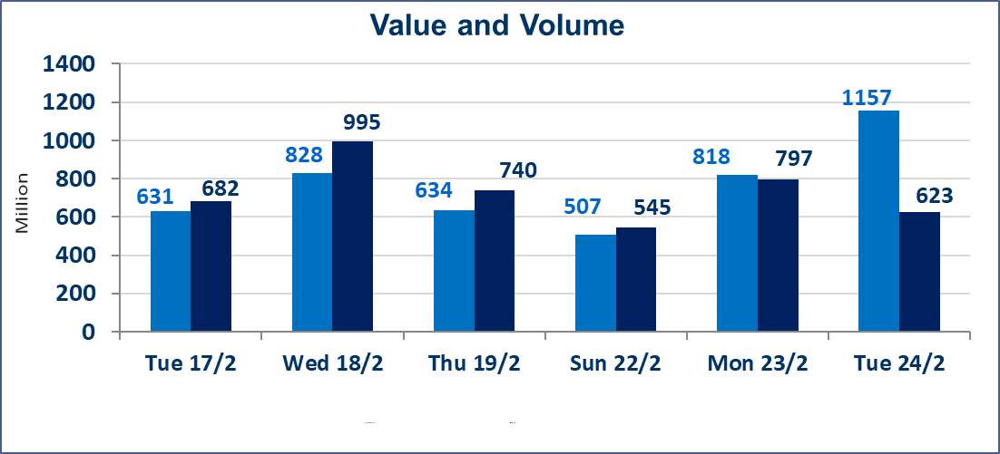 Value and Volume
1400
1200
1000
800
600
400
200
0
Million
631
682
828
995
634
740
507
545
818
797
1157
623
Tue 17/2
Wed 18/2
Thu 19/2
Sun 22/2
Mon 23/2
Tue 24/2